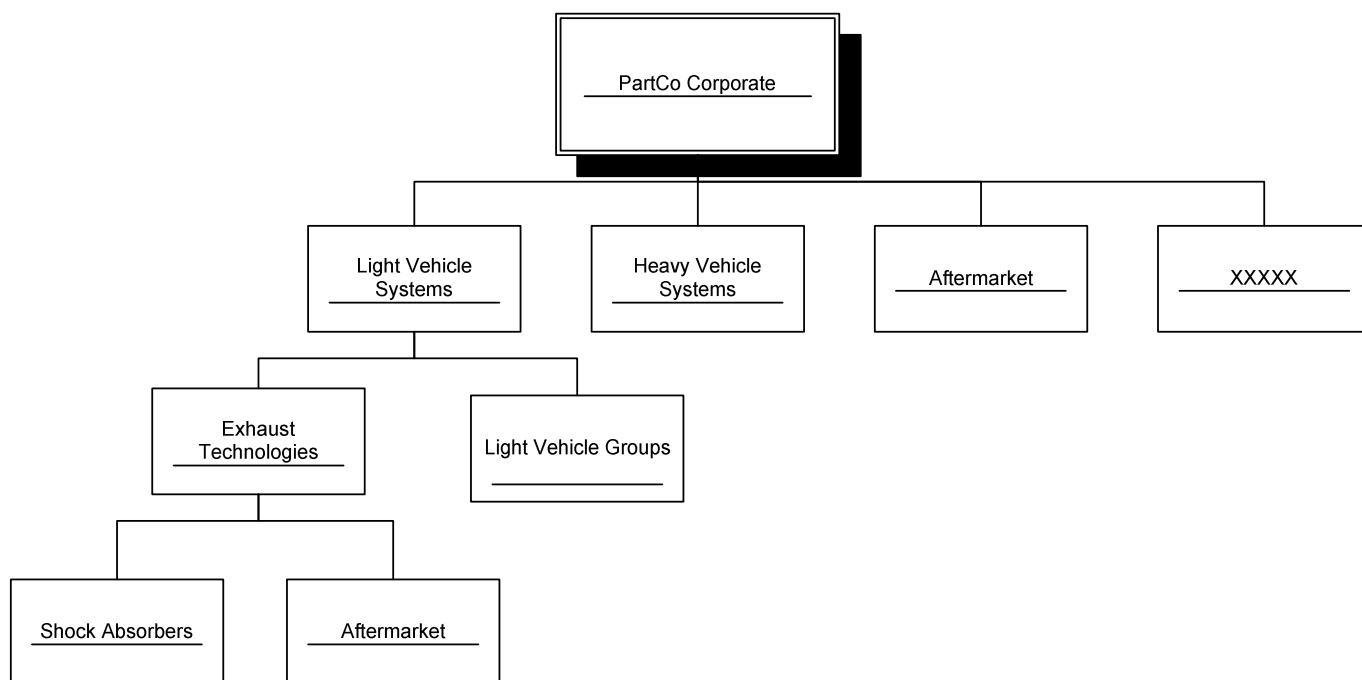 PartCo Corporate
Light Vehicle
Systems
Heavy Vehicle
Systems
Aftermarket
XXXXX
Exhaust
Technologies
Light Vehicle Groups
Shock Absorbers
Aftermarket